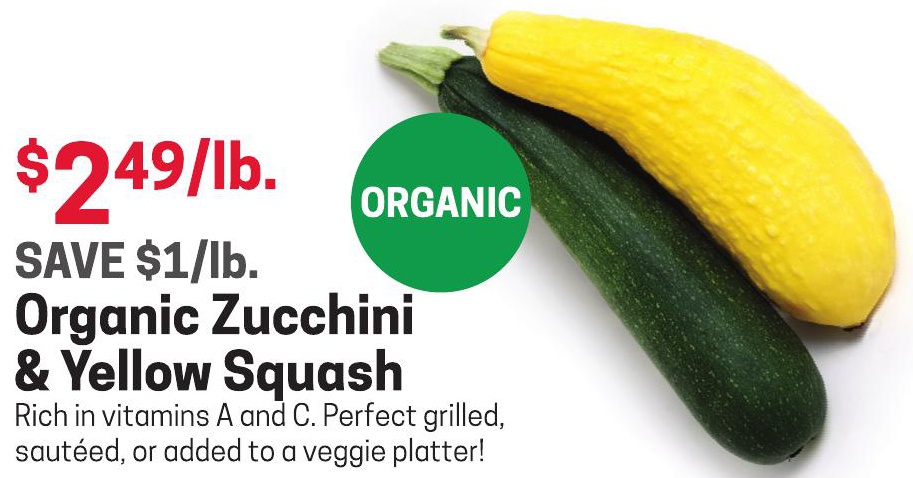 $2 49/lb.
SAVE $1/lb.
ORGANIC
Organic Zucchini
& Yellow Squash
Rich in vitamins A and C. Perfect grilled,
sautéed, or added to a veggie platter!